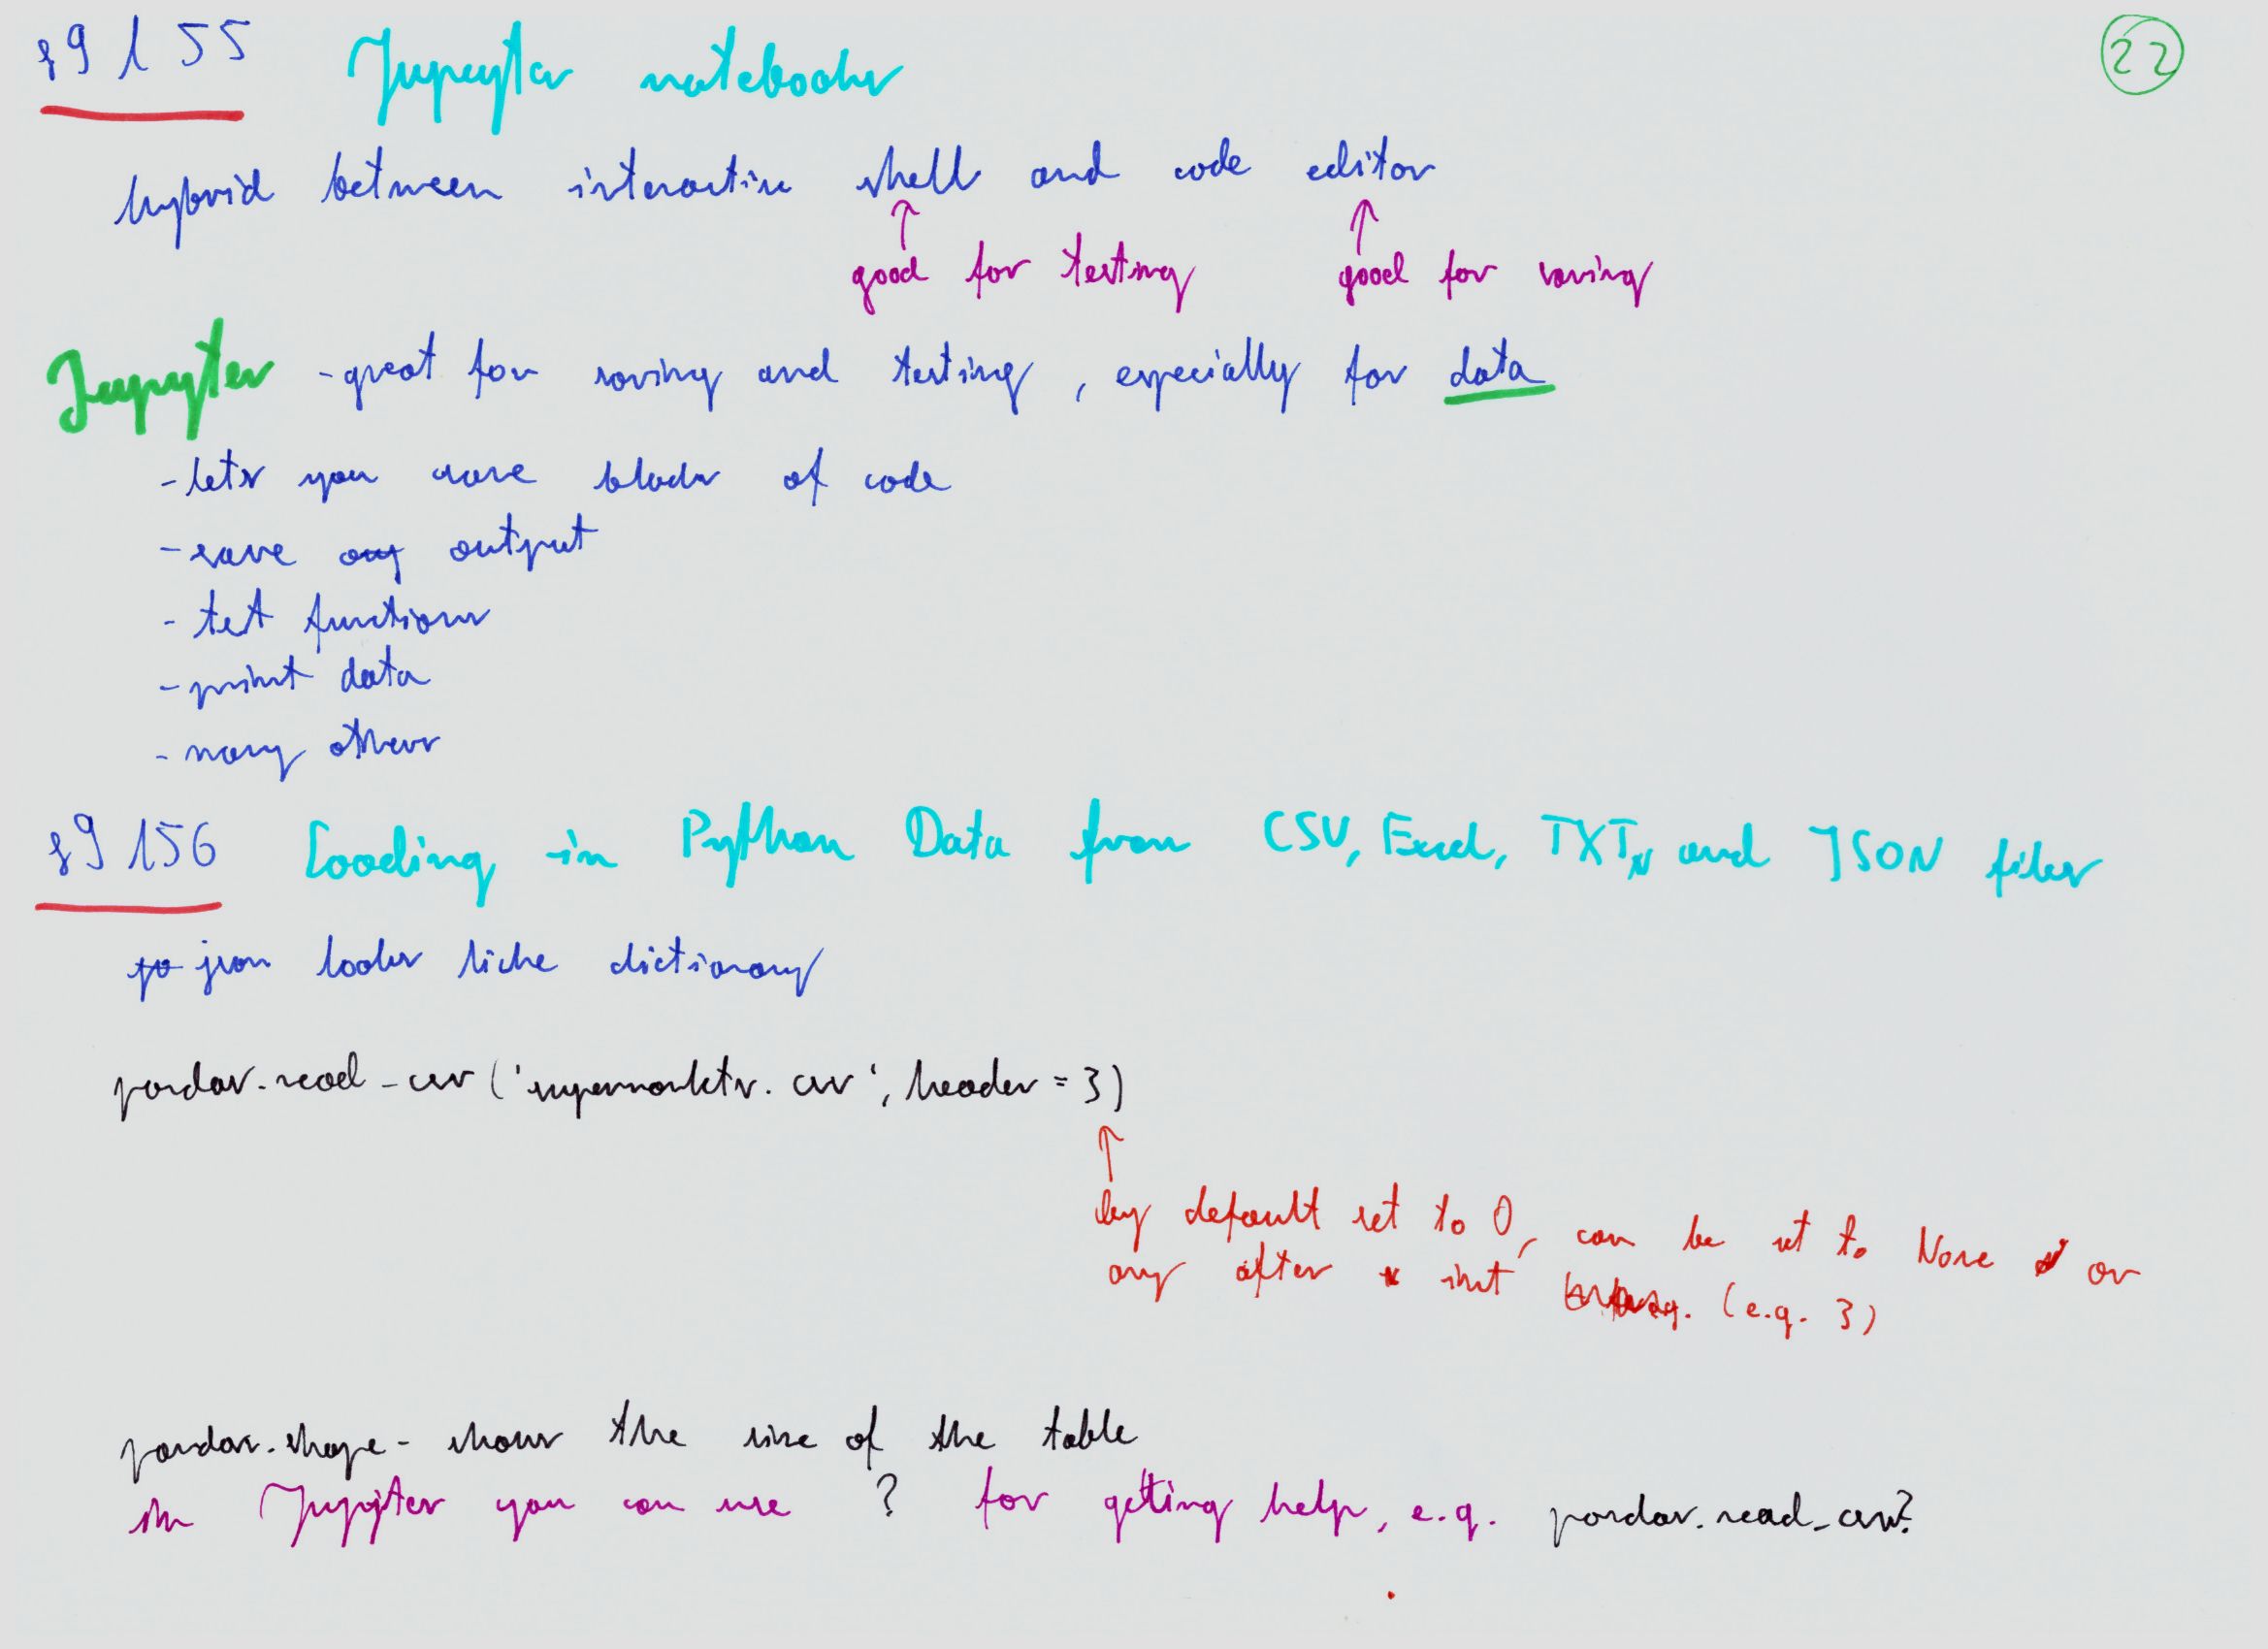 §9 155 Jupyter notebooks
22
hybrid between interactive shell and code editor
↑ ↑
good for testing good for saving
Jupyter - great for saving and testing, especially for data
- lets you save blocks of code
- save any output
- test functions
- print data
- many others
§9 156 Loading in Python Data from CSV, Excel, TXT, and JSON files
json looks like dictionary
pandas.read_csv('supermarkets.csv', header=3)
↑
by default set to 0, can be set to None or
any after int (e.g. 3)
pandas.shape - shows the size of the table
in Jupyter you can use ? for getting help, e.g. pandas.read_csv?